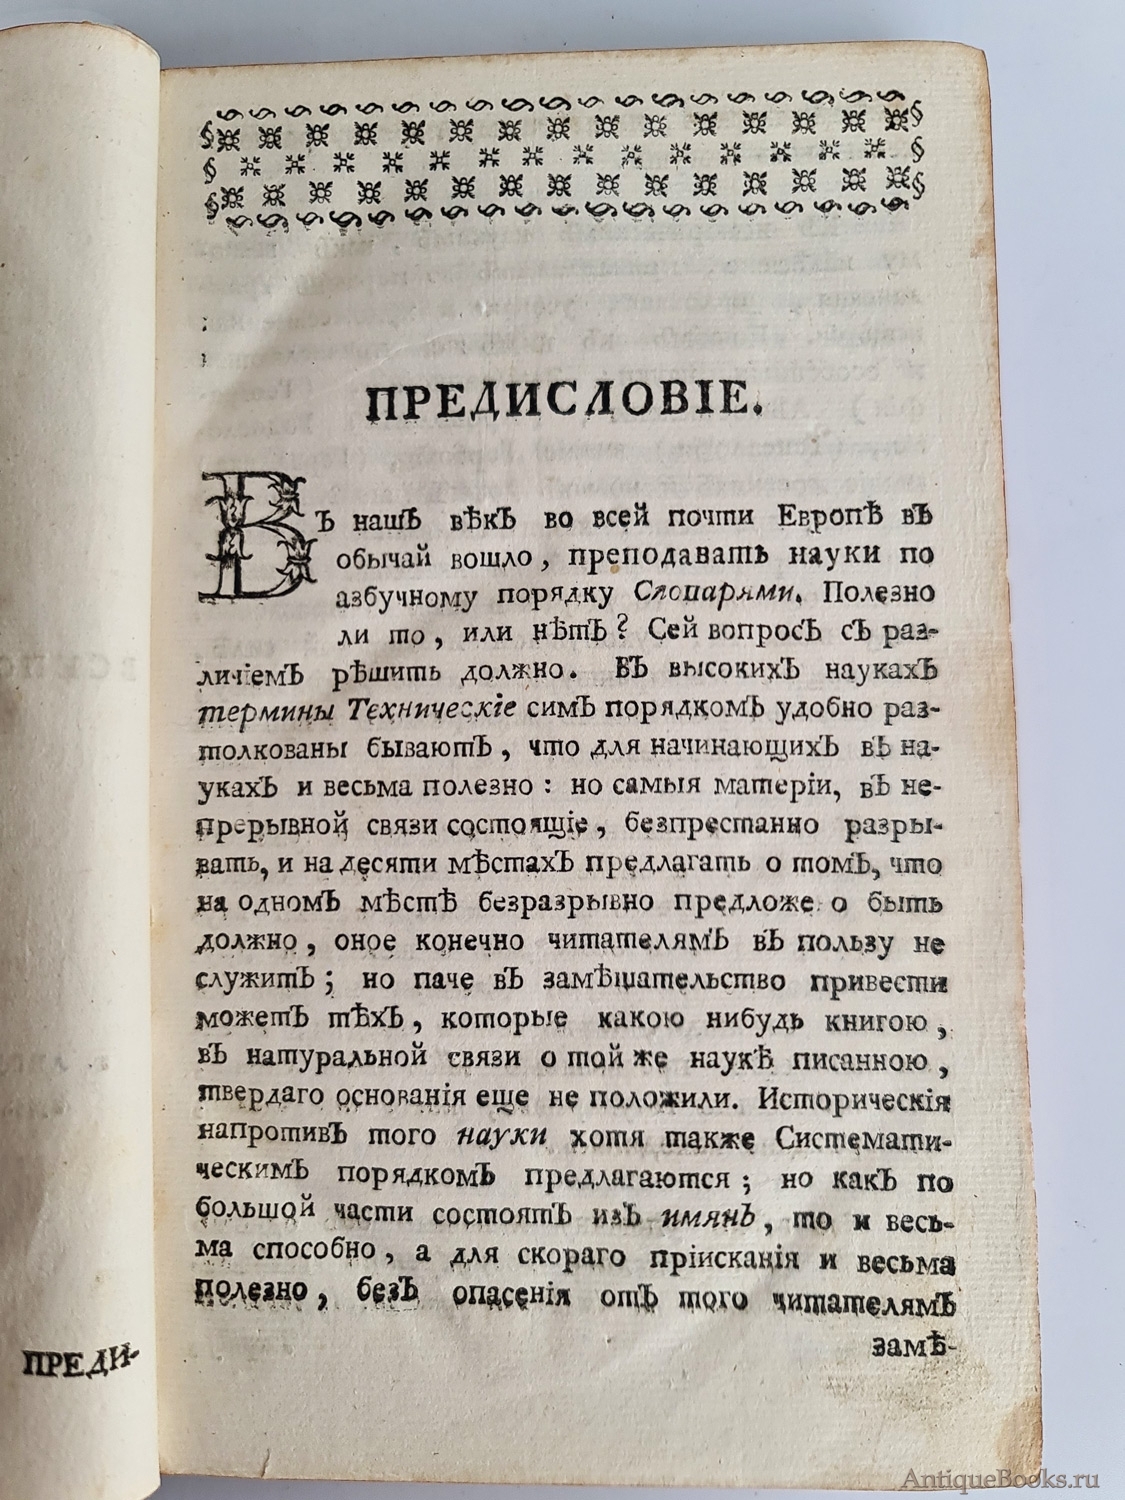 ПРЕДИСЛОВІЕ.
ВЪ нашЪ вѣкЪ во всей почти Европѣ вЪ
обычай вошло, преподавать науки по
азбучному порядку Словарями. Полезно
ли то, или нѣтЪ? Сей вопросЪ сЪ раз-
личіемЪ рѣшить должно. ВЪ высокихЪ наукахЪ
термины Техническіе симЪ порядкомЪ удобно раз-
толкованы бываютЪ, что для начинающихЪ вЪ на-
укахЪ и весьма полезно: но самыя матеріи, вЪ не-
прерывной связи состоящіе, безпрестанно разры-
вать, и на десяти мѣстахЪ предлагать о томЪ, что
на одномЪ мѣстѣ безразрывно предложе о быть
должно, оное конечно читателямЪ вЪ пользу не
служитЪ; но паче вЪ замѣшательство привести
можетЪ тѣхЪ, которые какою нибудь книгою,
вЪ натуральной связи о той же наукѣ писанною,
твердаго основанія еще не положили. Историческія
напротивЪ того науки хотя также Системати-
ческимЪ порядкомЪ предлагаются; но какЪ по
большой части состоятЪ изЪ имянЪ, то и весь-
ма способно, а для скораго пріисканія и весьма
полезно, безЪ опасенія отЪ того читателямЪ
замѣ-
ПРЕДИ-
AntiqueBooks.ru